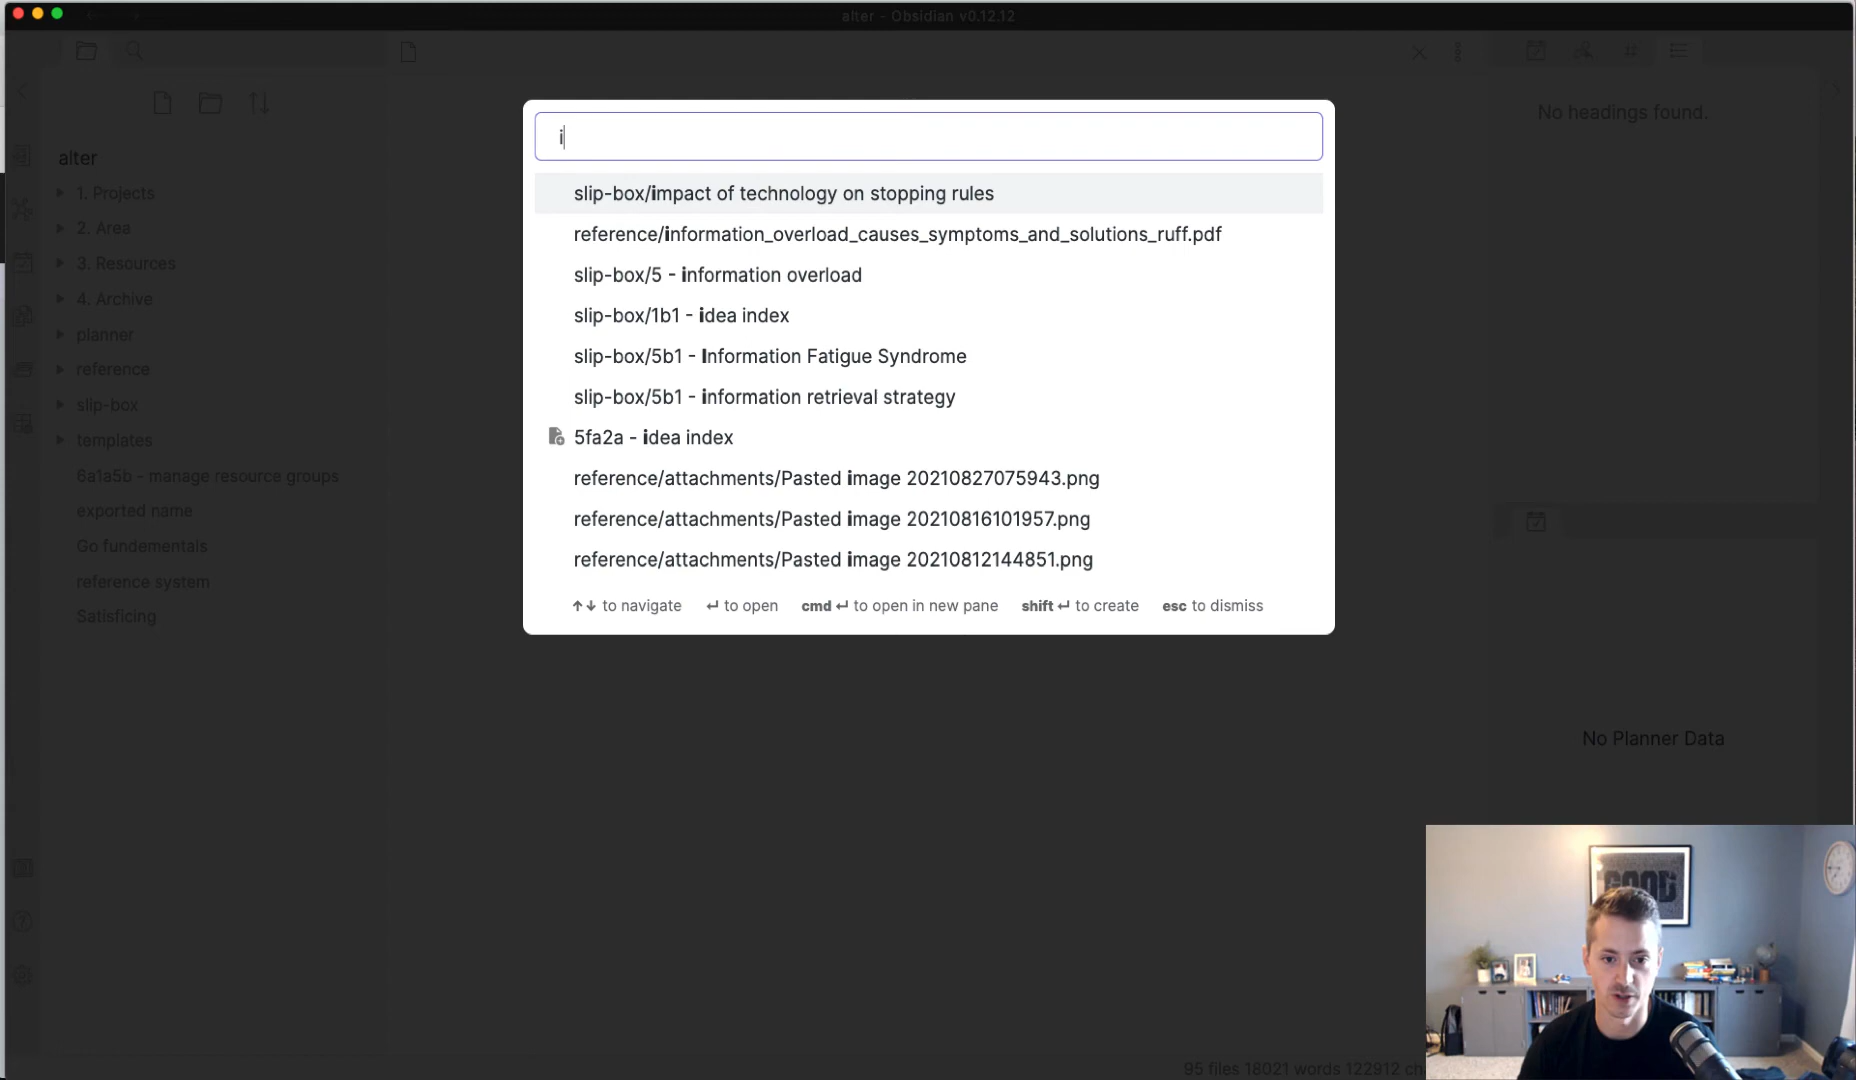 alter - Obsidian v0.12.12
No headings found.
i
alter
1. Projects
2. Area
3. Resources
4. Archive
planner
reference
slip-box
templates
6a1a5b - manage resource groups
exported name
Go fundementals
reference system
Satisficing
slip-box/impact of technology on stopping rules
reference/information_overload_causes_symptoms_and_solutions_ruff.pdf
slip-box/5 - information overload
slip-box/1b1 - idea index
slip-box/5b1 - Information Fatigue Syndrome
slip-box/5b1 - information retrieval strategy
5fa2a - idea index
reference/attachments/Pasted image 20210827075943.png
reference/attachments/Pasted image 20210816101957.png
reference/attachments/Pasted image 20210812144851.png
↑↓ to navigate ↵ to open cmd ↵ to open in new pane shift ↵ to create esc to dismiss
No Planner Data
GOOD
95 files 18021 words 122912 ch